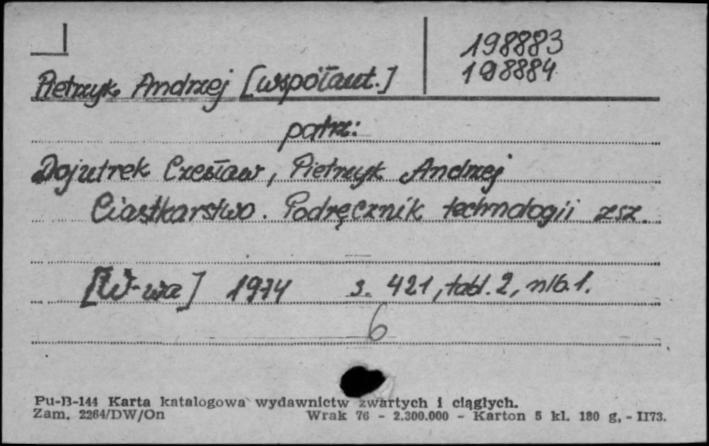 198883
198884
Pietrzyk Andrzej [współaut.]
patrz:
Dojutrek Czesław, Pietrzyk Andrzej
Ciastkarstwo. Podręcznik technologii zsz.
[W-wa] 1974 s. 421, tabl. 2, nlb. 1.
6
Pu-B-144 Karta katalogowa wydawnictw zwartych i ciągłych.
Zam. 2264/DW/On Wrak 76 - 2.300.000 - Karton 5 kl. 180 g. - II73.